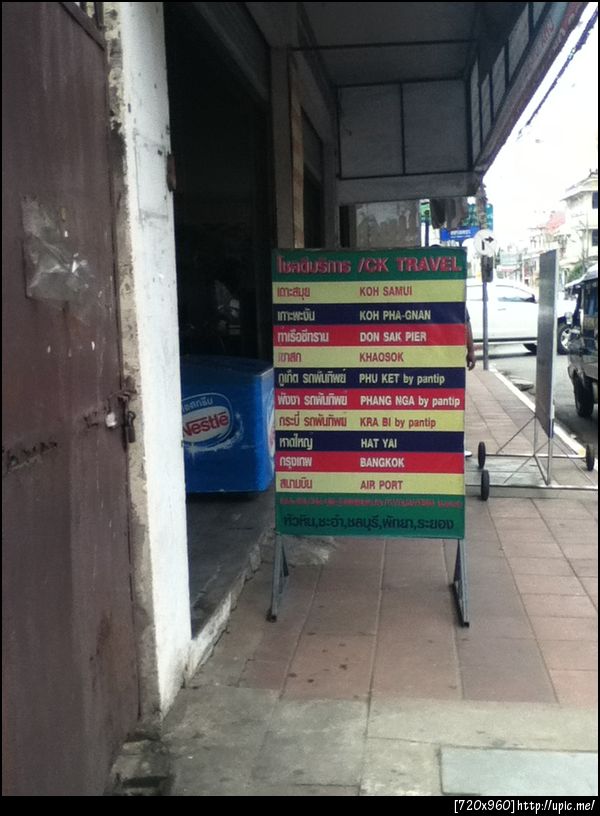 โชคดีบริการ /CK TRAVEL
เกาะสมุย KOH SAMUI
เกาะพะงัน KOH PHA-GNAN
ท่าเรือซีทราน DON SAK PIER
เขาสก KHAOSOK
ภูเก็ต รถพันทิพย์ PHU KET by pantip
พังงา รถพันทิพย์ PHANG NGA by pantip
กระบี่ รถพันทิพย์ KRA BI by pantip
หาดใหญ่ HAT YAI
กรุงเทพ BANGKOK
สนามบิน AIR PORT
หัวหิน,ชะอำ,ชลบุรี,พัทยา,ระยอง
Nestlé
[720x960]http://upic.me/